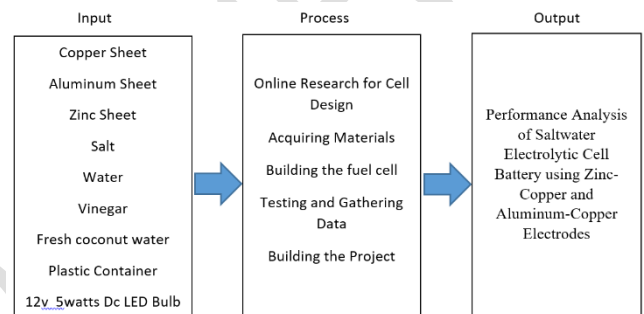 Input
Process
Output
Copper Sheet
Aluminum Sheet
Zinc Sheet
Salt
Water
Vinegar
Fresh coconut water
Plastic Container
12v 5watts Dc LED Bulb
Online Research for Cell
Design
Acquiring Materials
Building the fuel cell
Testing and Gathering
Data
Building the Project
Performance Analysis
of Saltwater
Electrolytic Cell
Battery using Zinc-
Copper and
Aluminum-Copper
Electrodes